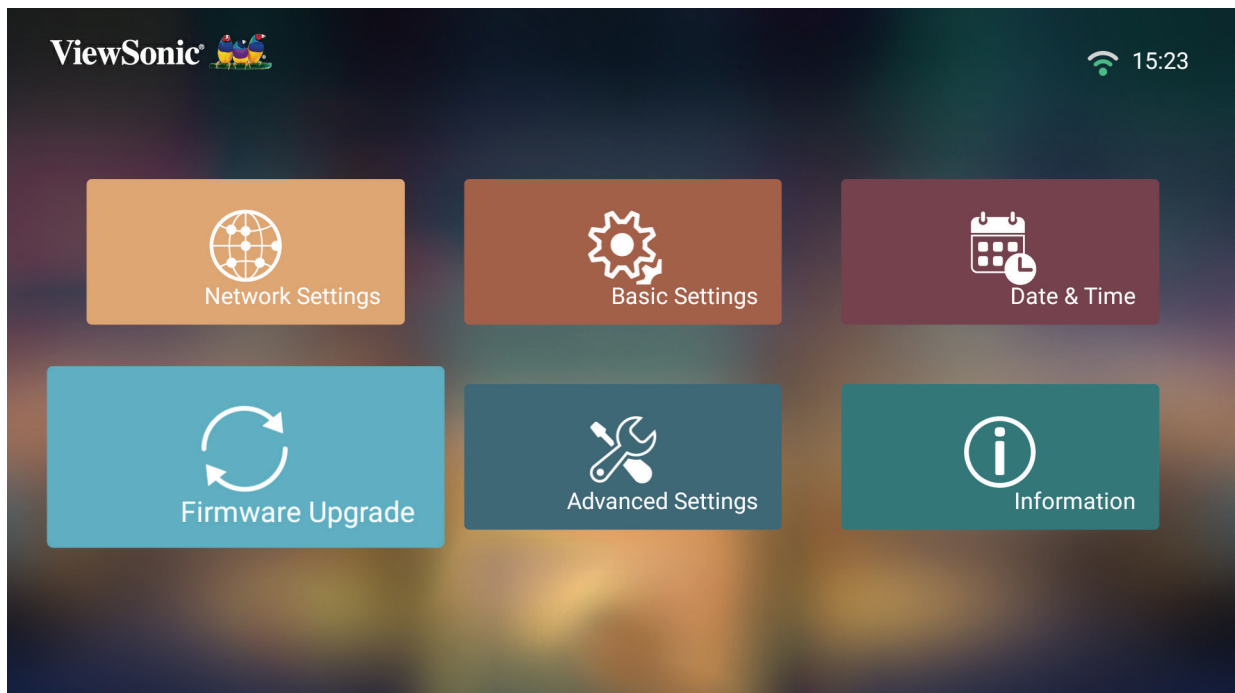 ViewSonic®
15:23
Network Settings
Basic Settings
Date & Time
Firmware Upgrade
Advanced Settings
Information